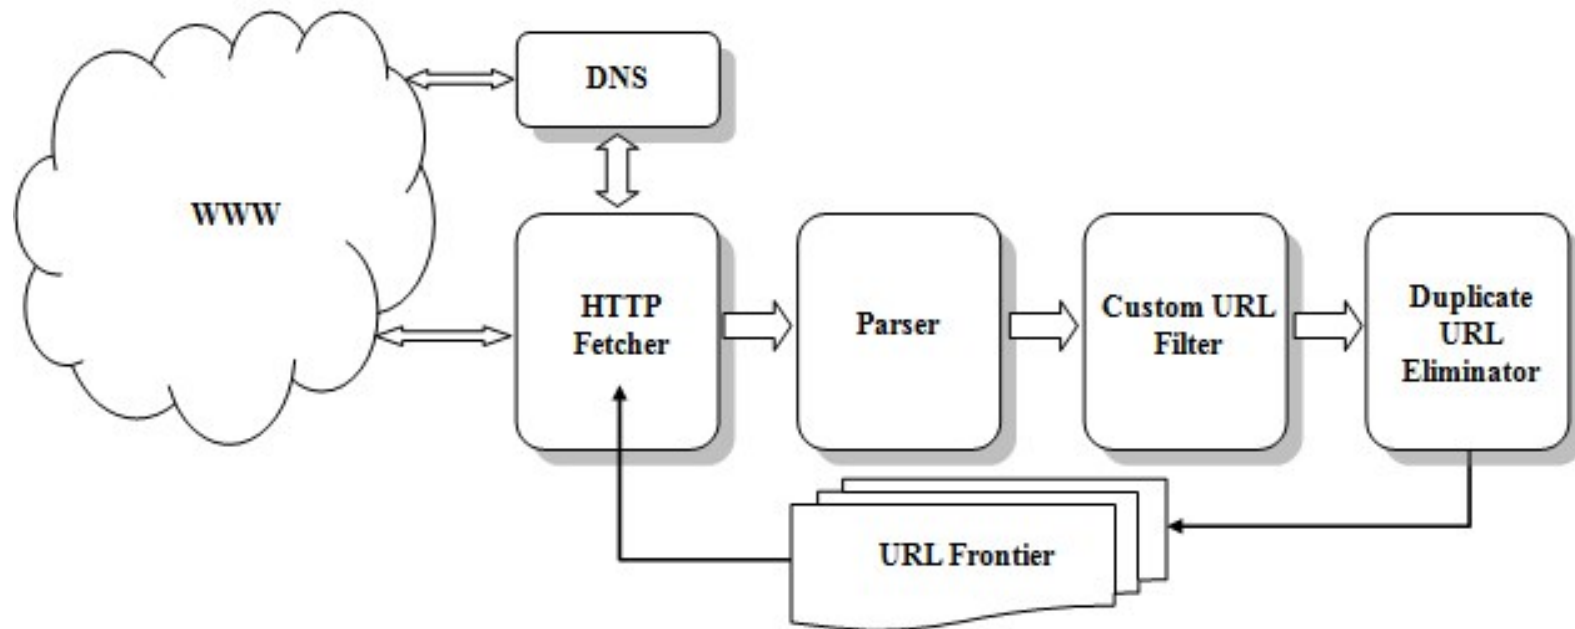 DNS
WWW
HTTP
Fetcher
Parser
Custom URL
Filter
Duplicate
URL
Eliminator
URL Frontier